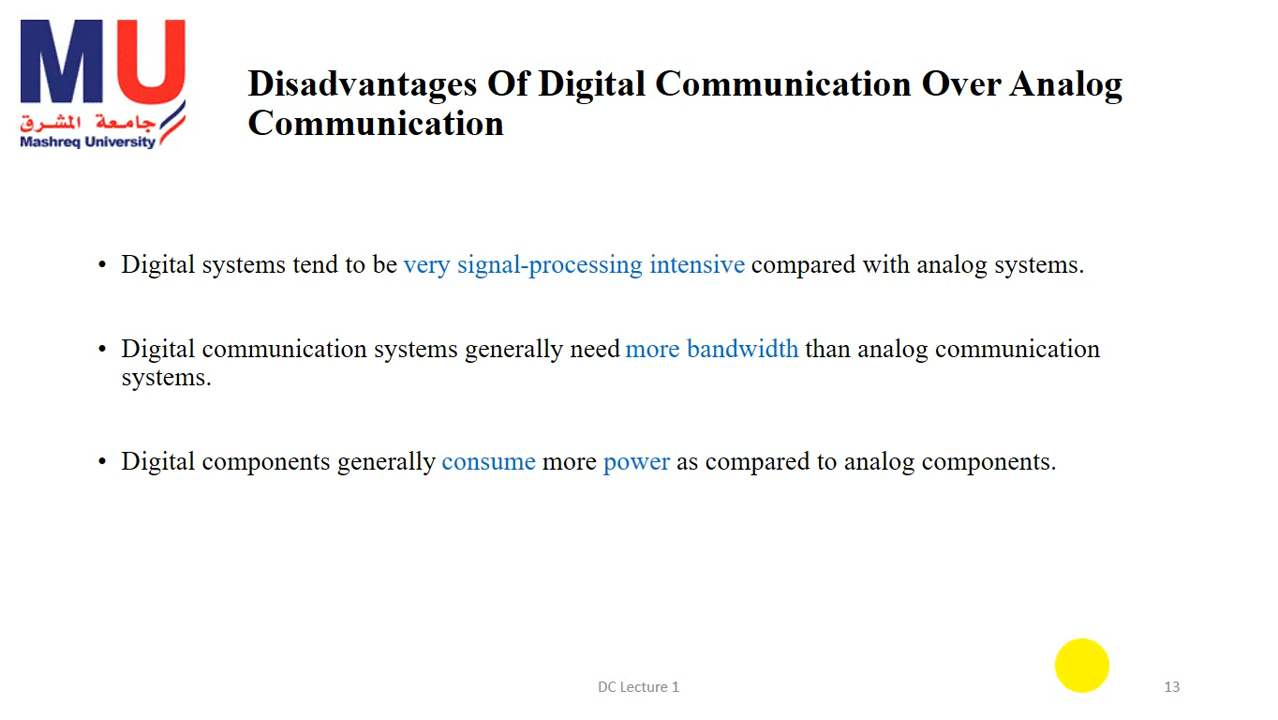 MU
جامعة المشرق
Mashreq University
Disadvantages Of Digital Communication Over Analog
Communication
• Digital systems tend to be very signal-processing intensive compared with analog systems.
• Digital communication systems generally need more bandwidth than analog communication
systems.
• Digital components generally consume more power as compared to analog components.
DC Lecture 1
13